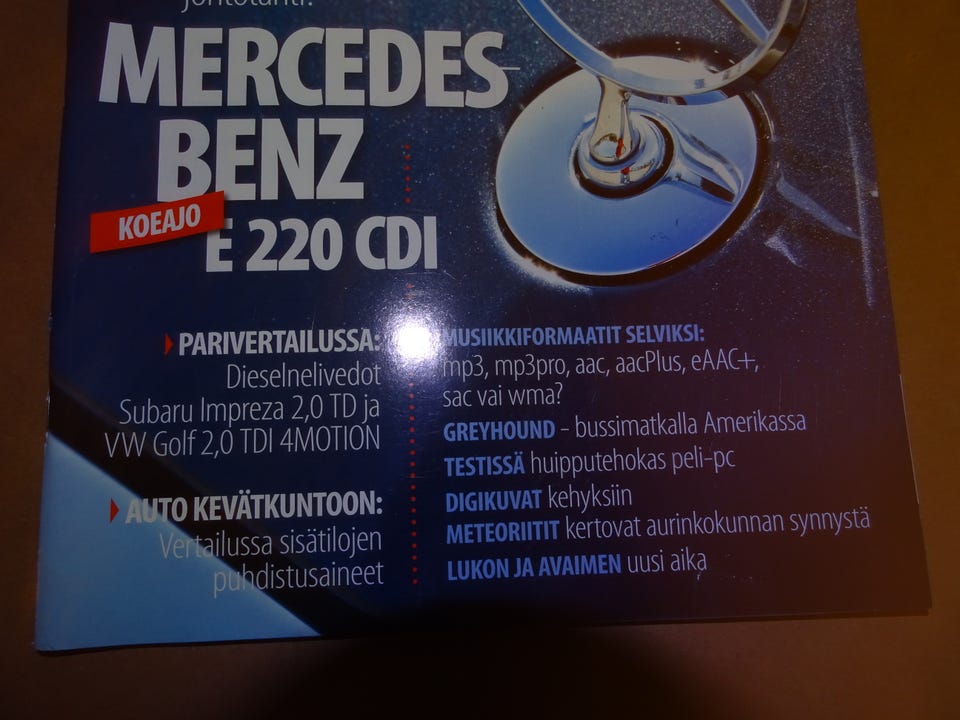 Johtotähti:
MERCEDES-
BENZ
KOEAJO
E 220 CDI
PARIVERTAILUSSA:
Dieselnelivedot
Subaru Impreza 2,0 TD ja
VW Golf 2,0 TDI 4MOTION
AUTO KEVÄTKUNTOON:
Vertailussa sisätilojen
puhdistusaineet
MUSIIKKIFORMAATIT SELVIKSI:
mp3, mp3pro, aac, aacPlus, eAAC+,
sac vai wma?
GREYHOUND – bussimatkalla Amerikassa
TESTISSÄ huipputehokas peli-pc
DIGIKUVAT kehyksiin
METEORIITIT kertovat aurinkokunnan synnystä
LUKON JA AVAIMEN uusi aika